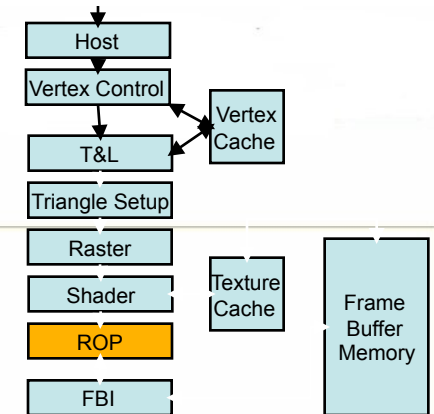 Host
Vertex Control
Vertex
Cache
T&L
Triangle Setup
Raster
Shader
Texture
Cache
Frame
Buffer
Memory
ROP
FBI